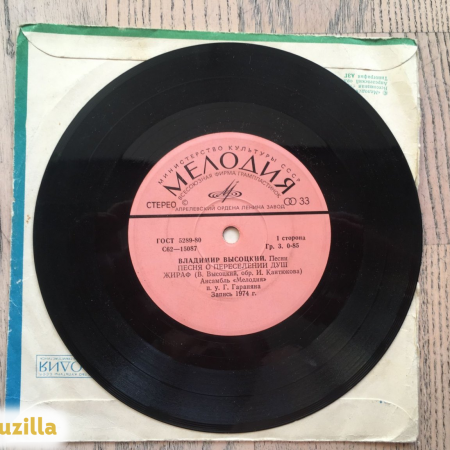 МИНИСТЕРСТВО КУЛЬТУРЫ СССР
МЕЛОДИЯ
ВСЕСОЮЗНАЯ ФИРМА ГРАМПЛАСТИНОК
СТЕРЕО
33
АПРЕЛЕВСКИЙ ОРДЕНА ЛЕНИНА ЗАВОД
ГОСТ 5289-80
1 сторона
С62—15087
Гр. 3. 0-85
ВЛАДИМИР ВЫСОЦКИЙ. Песни
ПЕСНЯ О ПЕРЕСЕЛЕНИИ ДУШ
ЖИРАФ (В. Высоцкий, обр. И. Кантюкова)
Ансамбль «Мелодия»
п. у. Г. Гараняна
Запись 1974 г.
uzilla